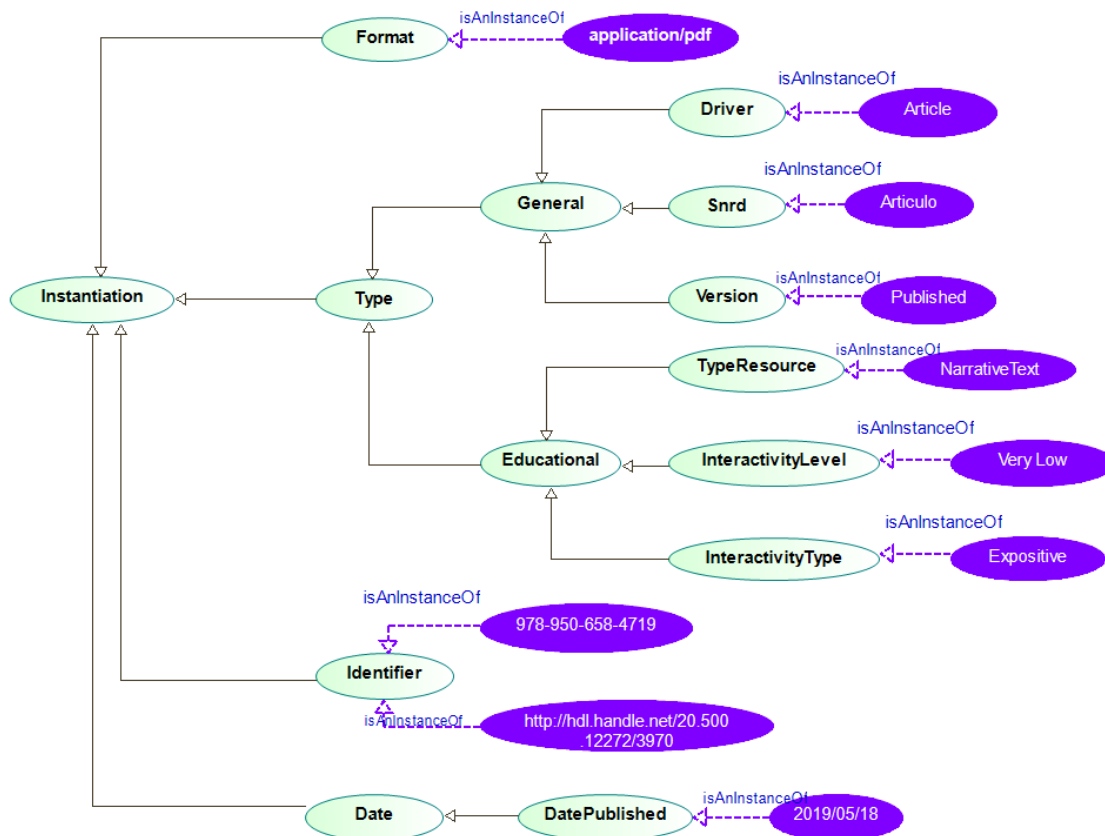 isAnInstanceOf
Format
application/pdf
isAnInstanceOf
Driver
Article
isAnInstanceOf
General
Snrd
Articulo
isAnInstanceOf
Instantiation
Type
Version
Published
isAnInstanceOf
TypeResource
NarrativeText
isAnInstanceOf
Educational
InteractivityLevel
Very Low
isAnInstanceOf
InteractivityType
Expositive
isAnInstanceOf
978-950-658-4719
Identifier
isAnInstanceOf
http://hdl.handle.net/20.500
.12272/3970
isAnInstanceOf
Date
DatePublished
2019/05/18